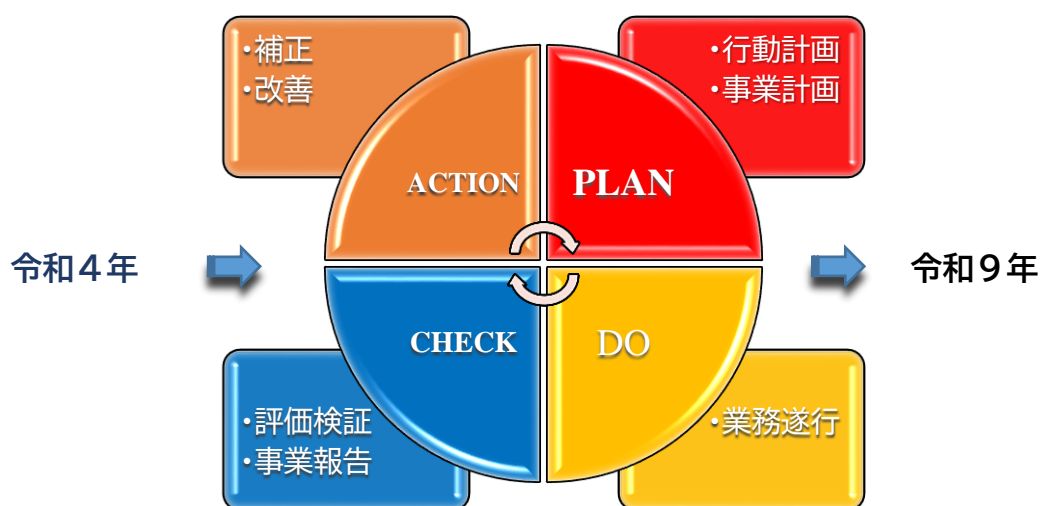 ・補正
・改善
・行動計画
・事業計画
ACTION
PLAN
令和４年
令和９年
CHECK
DO
・評価検証
・事業報告
・業務遂行